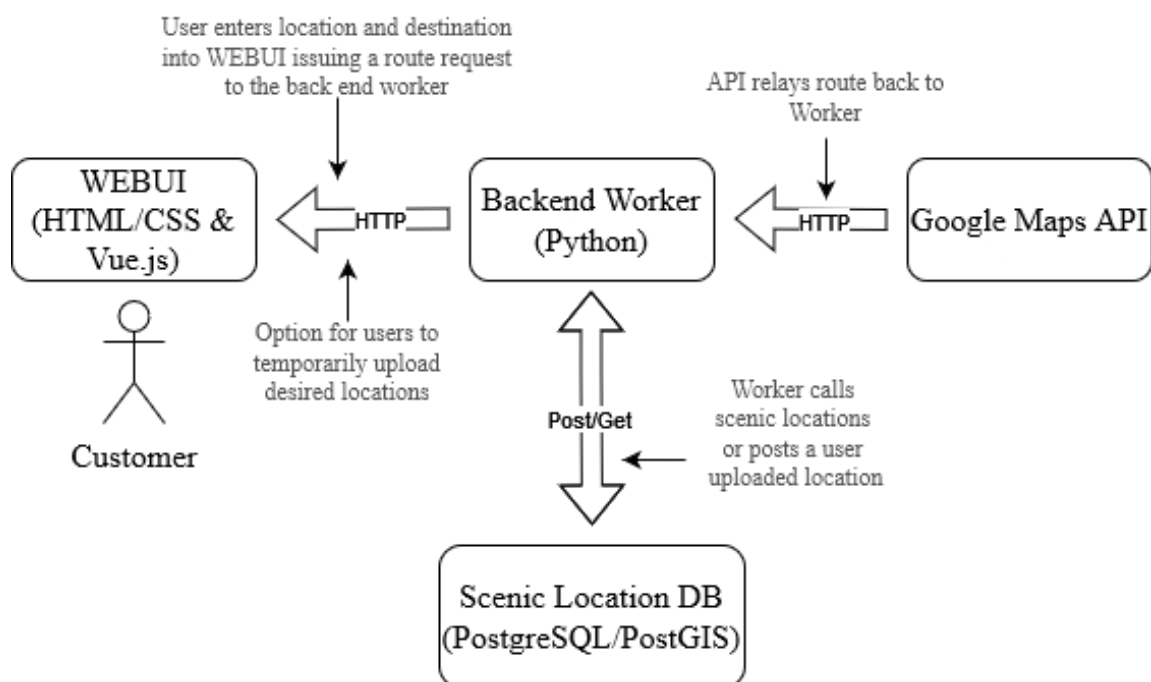 User enters location and destination
into WEBUI issuing a route request
to the back end worker
API relays route back to
Worker
WEBUI
(HTML/CSS &
Vue.js)
HTTP
Backend Worker
(Python)
HTTP
Google Maps API
Option for users to
temporarily upload
desired locations
Customer
Post/Get
Worker calls
scenic locations
or posts a user
uploaded location
Scenic Location DB
(PostgreSQL/PostGIS)